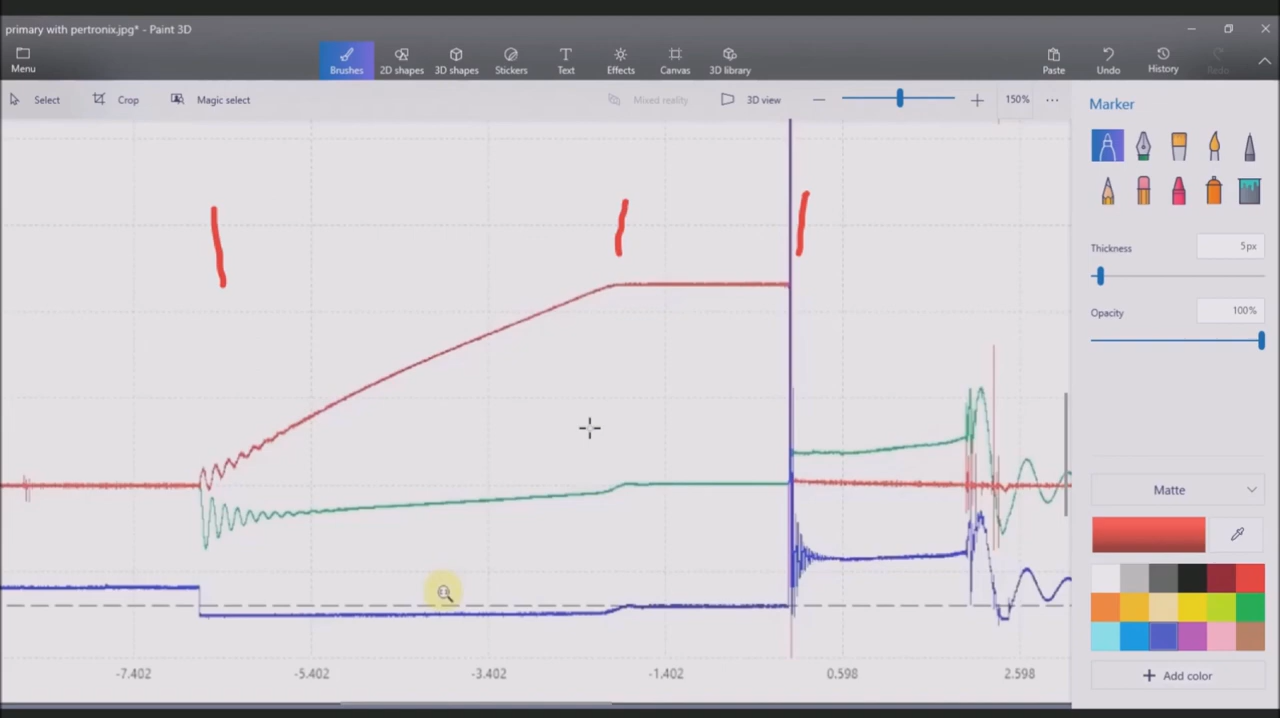 primary with pertronix.jpg* - Paint 3D
Menu
Brushes
2D shapes
3D shapes
Stickers
Text
Effects
Canvas
3D library
Paste
Undo
History
Redo
Select
Crop
Magic select
Mixed reality
3D view
150%
Marker
Thickness
5px
Opacity
100%
Matte
Add color
-7.402
-5.402
-3.402
-1.402
0.598
2.598